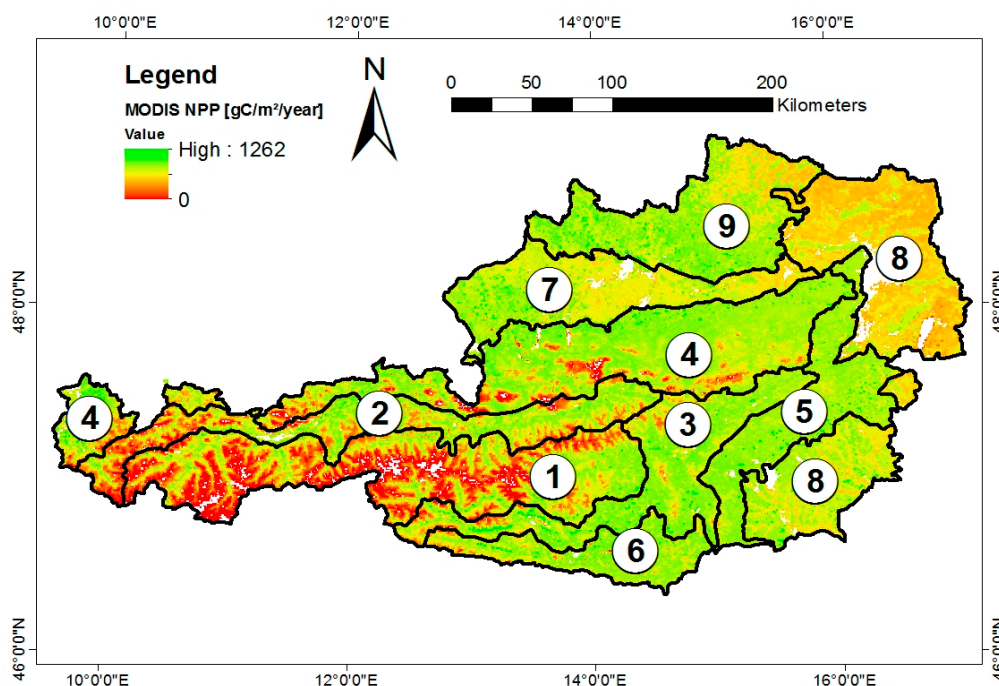 10°0'0"E 12°0'0"E 14°0'0"E 16°0'0"E
Legend
MODIS NPP [gC/m²/year]
Value
High : 1262
0
N
0 50 100 200
Kilometers
48°0'0"N
48°0'0"N
9
8
7
4
4
2
3
5
1
8
6
46°0'0"N
46°0'0"N
10°0'0"E 12°0'0"E 14°0'0"E 16°0'0"E